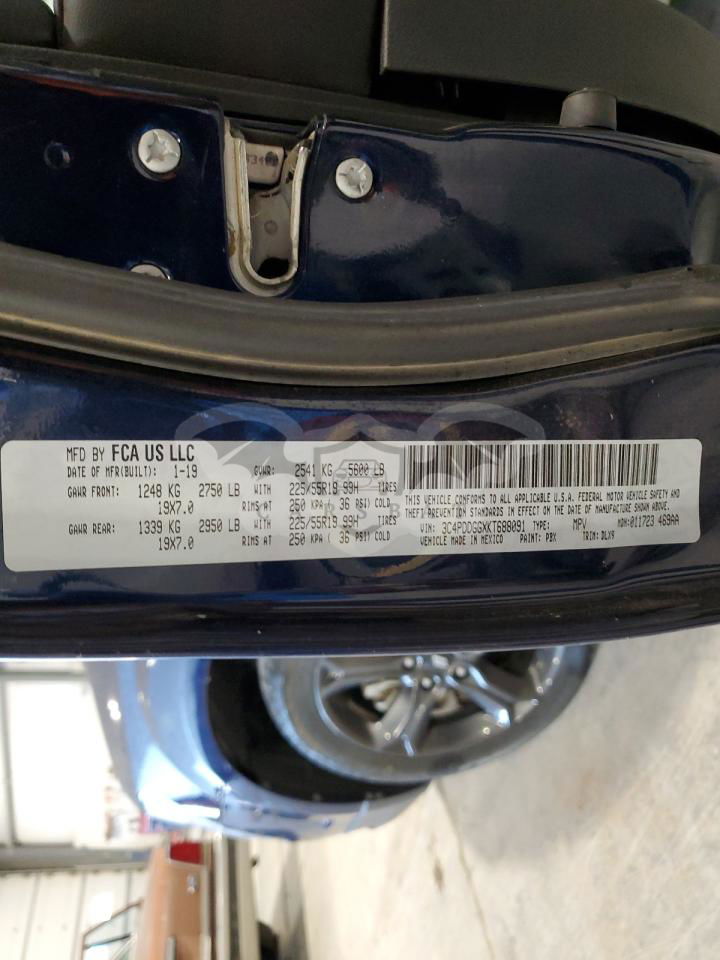 MFD BY FCA US LLC
DATE OF MFR(BUILT): 1-19 GVWR: 2541 KG 5600 LB
GAWR FRONT: 1248 KG 2750 LB WITH 225/55R19 99H TIRES
19X7.0 RIMS AT 250 KPA ( 36 PSI) COLD
GAWR REAR: 1339 KG 2950 LB WITH 225/55R19 99H TIRES
19X7.0 RIMS AT 250 KPA ( 36 PSI) COLD
THIS VEHICLE CONFORMS TO ALL APPLICABLE U.S.A. FEDERAL MOTOR VEHICLE SAFETY AND
THEFT PREVENTION STANDARDS IN EFFECT ON THE DATE OF MANUFACTURE SHOWN ABOVE.
VIN: 3C4PDDGGXKT688091 TYPE: MPV MDH: 011723 469AA
VEHICLE MADE IN MEXICO PAINT: PBX TRIM: DLX9
RSB